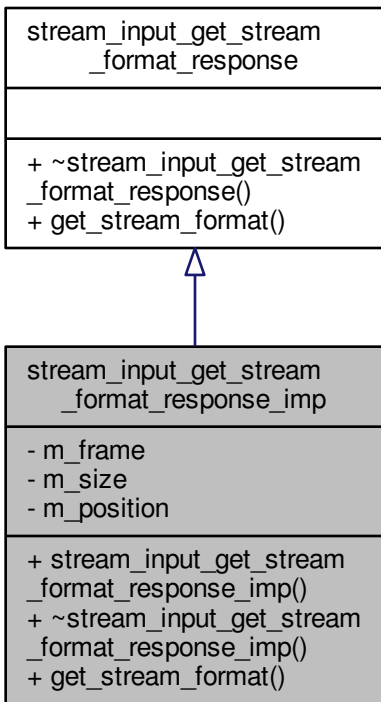 stream_input_get_stream
_format_response
+ ~stream_input_get_stream
_format_response()
+ get_stream_format()
stream_input_get_stream
_format_response_imp
- m_frame
- m_size
- m_position
+ stream_input_get_stream
_format_response_imp()
+ ~stream_input_get_stream
_format_response_imp()
+ get_stream_format()